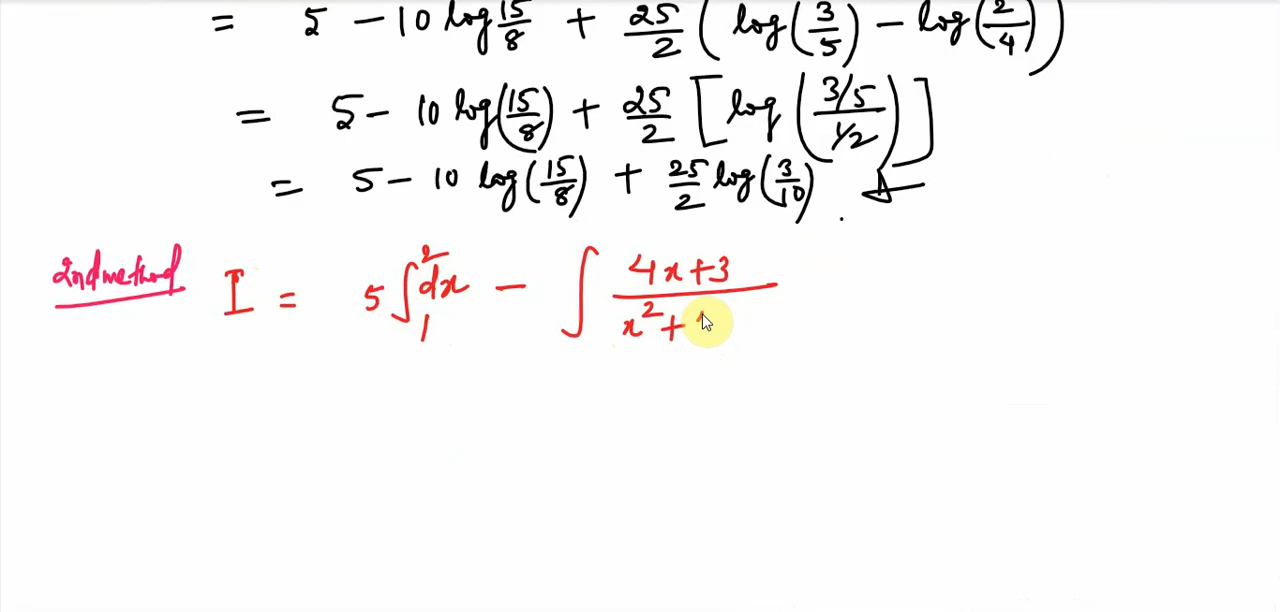 = 5 - 10 log 15/8 + 25/2 ( log(3/5) - log(2/4) )
= 5 - 10 log(15/8) + 25/2 [ log ( 3/5 / 1/2 ) ]
= 5 - 10 log(15/8) + 25/2 log(3/10) .
2nd method I = 5 ∫₁² dx - ∫ 4x+3 / x² +